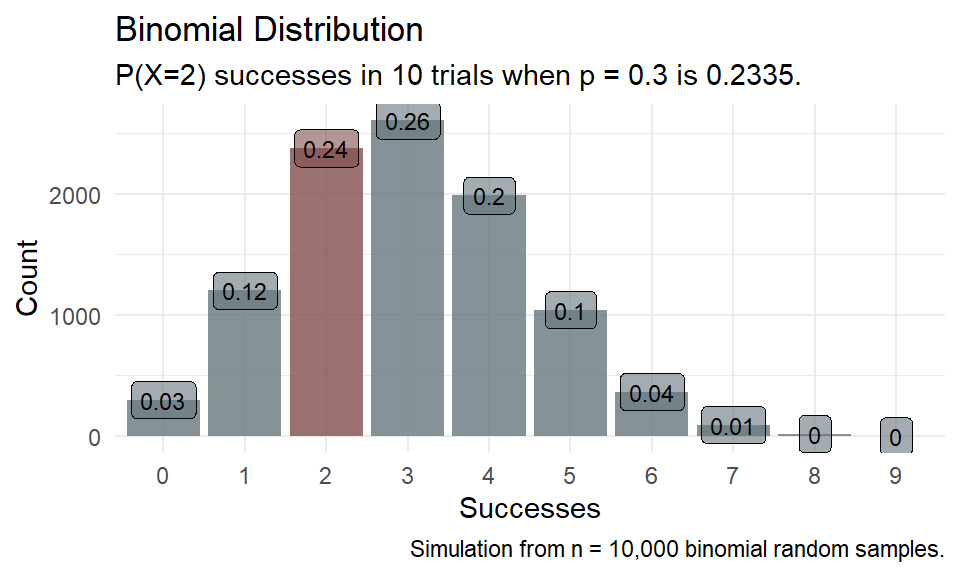 Binomial Distribution
P(X=2) successes in 10 trials when p = 0.3 is 0.2335.
Count
2000
1000
0
0.03
0.12
0.24
0.26
0.2
0.1
0.04
0.01
0
0
0 1 2 3 4 5 6 7 8 9
Successes
Simulation from n = 10,000 binomial random samples.